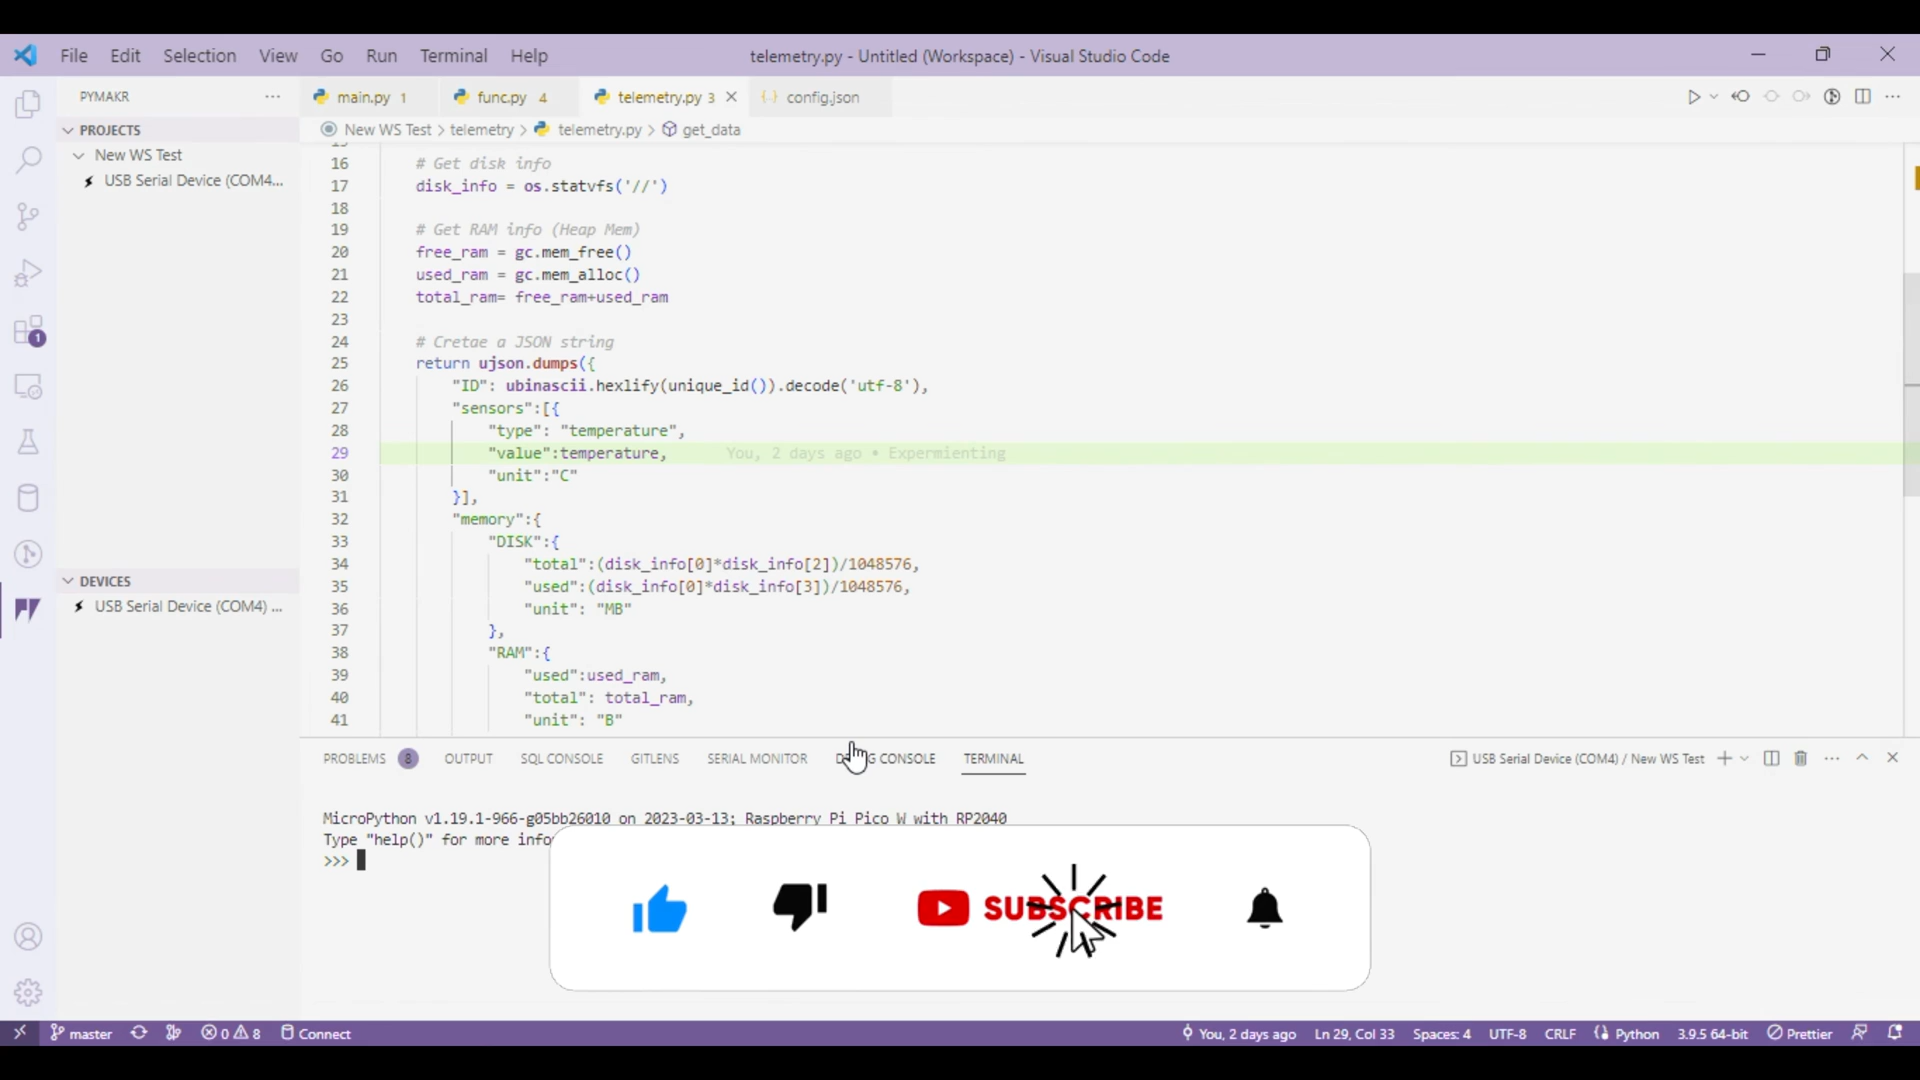 File Edit Selection View Go Run Terminal Help
telemetry.py - Untitled (Workspace) - Visual Studio Code
PYMAKR
PROJECTS
New WS Test
USB Serial Device (COM4...
main.py 1
func.py 4
telemetry.py 3
config.json
New WS Test > telemetry > telemetry.py > get_data
16 # Get disk info
17 disk_info = os.statvfs('//')
18
19 # Get RAM info (Heap Mem)
20 free_ram = gc.mem_free()
21 used_ram = gc.mem_alloc()
22 total_ram= free_ram+used_ram
23
24 # Cretae a JSON string
25 return ujson.dumps({
26 "ID": ubinascii.hexlify(unique_id()).decode('utf-8'),
27 "sensors":[{
28 "type": "temperature",
29 "value":temperature, You, 2 days ago • Expermienting
30 "unit":"C"
31 }],
32 "memory":{
33 "DISK":{
34 "total":(disk_info[0]*disk_info[2])/1048576,
35 "used":(disk_info[0]*disk_info[3])/1048576,
36 "unit": "MB"
37 },
38 "RAM":{
39 "used":used_ram,
40 "total": total_ram,
41 "unit": "B"
1
DEVICES
USB Serial Device (COM4) ...
PROBLEMS 8 OUTPUT SQL CONSOLE GITLENS SERIAL MONITOR CONSOLE TERMINAL
USB Serial Device (COM4) / New WS Test
MicroPython v1.19.1-966-g05bb26010 on 2023-03-13; Raspberry Pi Pico W with RP2040
Type "help()" for more
>>>
SUBSCRIBE
master 0 8 Connect
You, 2 days ago Ln 29, Col 33 Spaces: 4 UTF-8 CRLF Python 3.9.5 64-bit Prettier